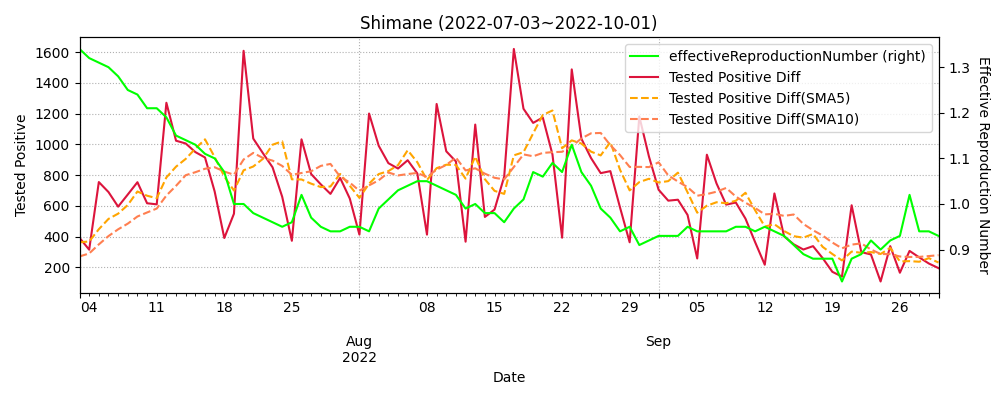 Shimane (2022-07-03~2022-10-01)
effectiveReproductionNumber (right)
Tested Positive Diff
Tested Positive Diff(SMA5)
Tested Positive Diff(SMA10)
Tested Positive
1600
1400
1200
1000
800
600
400
200
Effective Reproduction Number
1.3
1.2
1.1
1.0
0.9
04 11 18 25 08 15 22 29 05 12 19 26
Aug Sep
2022
Date